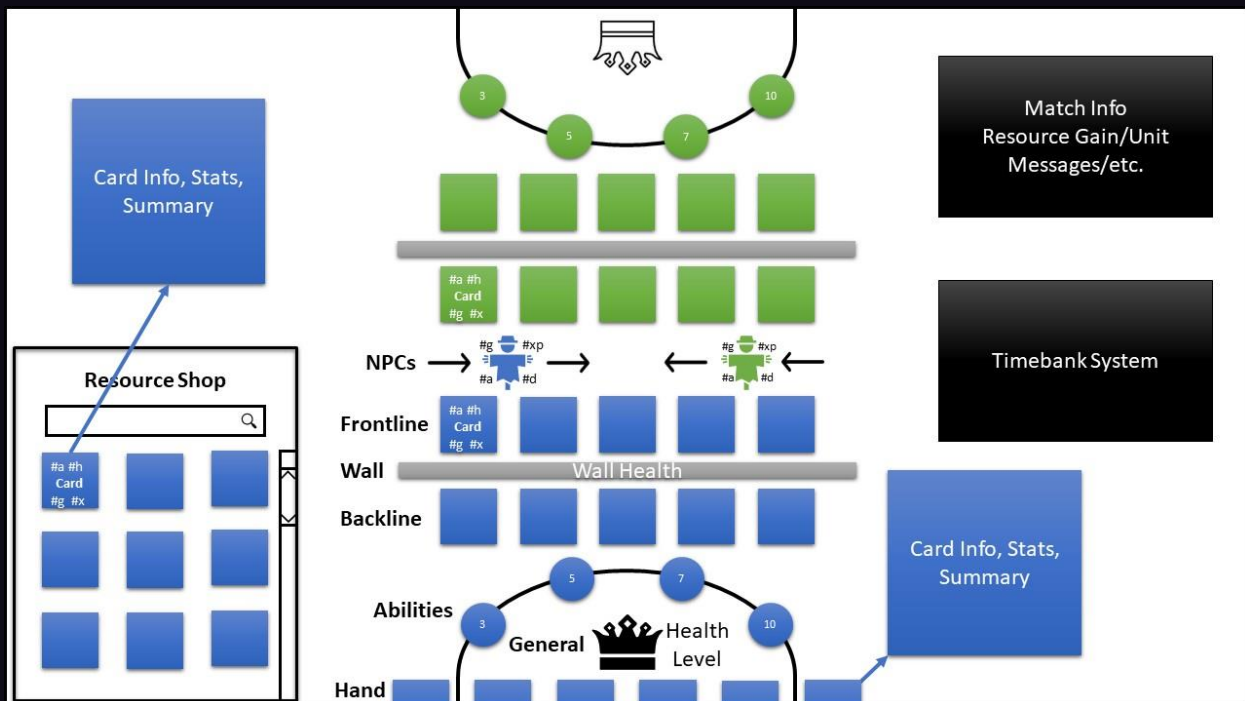 3
10
5
7
Card Info, Stats,
Summary
Match Info
Resource Gain/Unit
Messages/etc.
#a #h
Card
#g #x
NPCs
#g #xp
#a #d
#g #xp
#a #d
Timebank System
Resource Shop
Frontline
#a #h
Card
#g #x
Wall
Wall Health
#a #h
Card
#g #x
Backline
Card Info, Stats,
Summary
5
7
Abilities
3
10
General
Health
Level
Hand